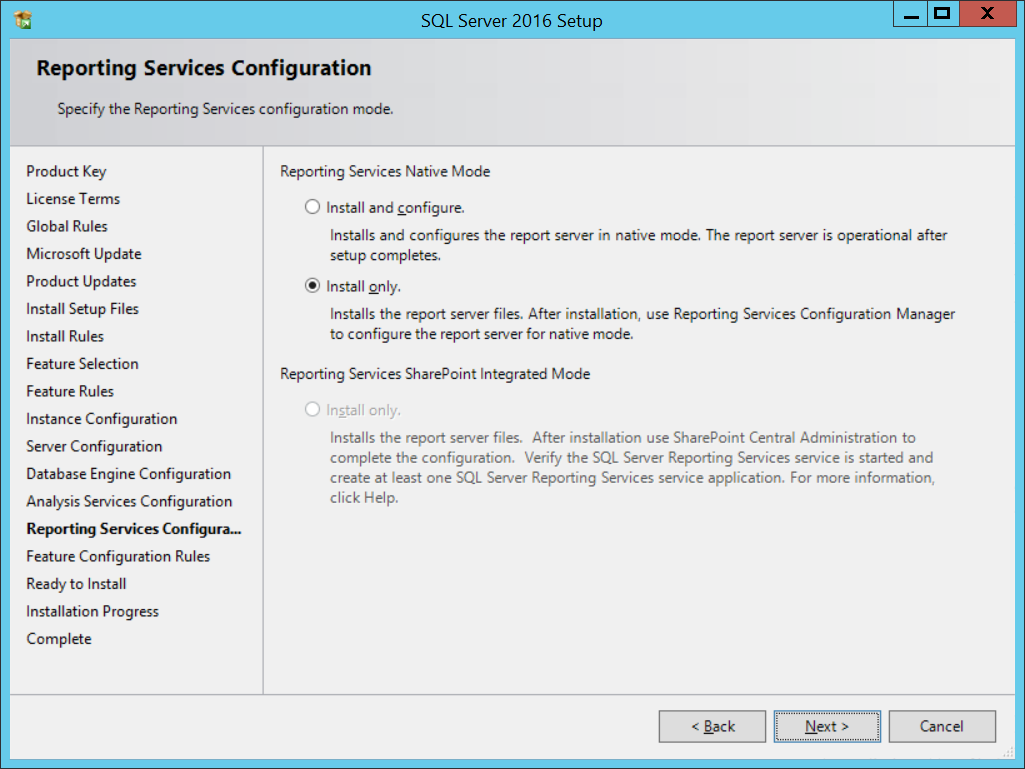 SQL Server 2016 Setup
Reporting Services Configuration
Specify the Reporting Services configuration mode.
Product Key
License Terms
Global Rules
Microsoft Update
Product Updates
Install Setup Files
Install Rules
Feature Selection
Feature Rules
Instance Configuration
Server Configuration
Database Engine Configuration
Analysis Services Configuration
Reporting Services Configura...
Feature Configuration Rules
Ready to Install
Installation Progress
Complete
Reporting Services Native Mode
Install and configure.
Installs and configures the report server in native mode. The report server is operational after
setup completes.
Install only.
Installs the report server files. After installation, use Reporting Services Configuration Manager
to configure the report server for native mode.
Reporting Services SharePoint Integrated Mode
Install only.
Installs the report server files.  After installation use SharePoint Central Administration to
complete the configuration.  Verify the SQL Server Reporting Services service is started and
create at least one SQL Server Reporting Services service application. For more information,
click Help.
< Back
Next >
Cancel